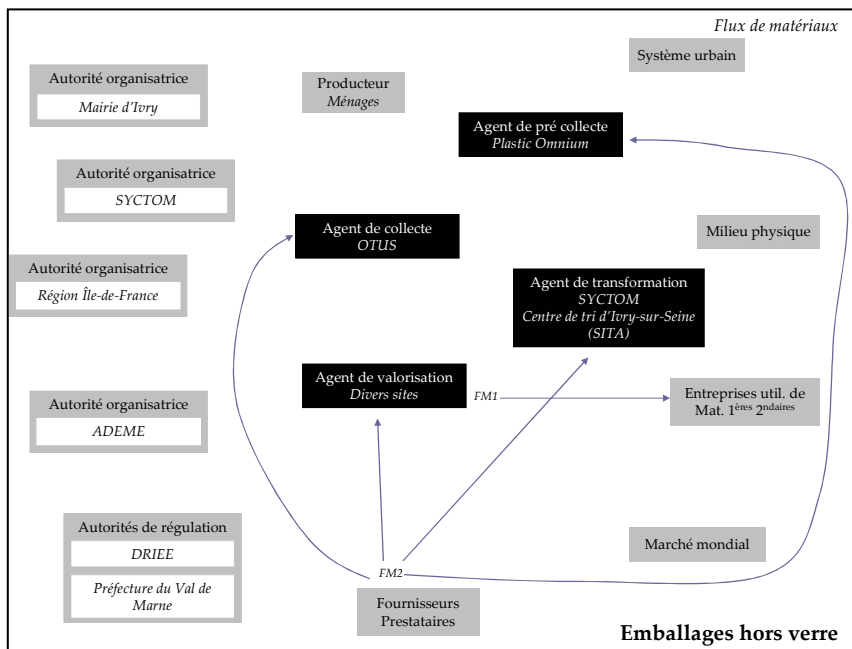 Flux de matériaux
Système urbain
Autorité organisatrice
Mairie d'Ivry
Producteur
Ménages
Agent de pré collecte
Plastic Omnium
Autorité organisatrice
SYCTOM
Agent de collecte
OTUS
Milieu physique
Autorité organisatrice
Région Île-de-France
Agent de transformation
SYCTOM
Centre de tri d'Ivry-sur-Seine
(SITA)
Agent de valorisation
Divers sites
FM1
Entreprises util. de
Mat. 1ères 2ndaires
Autorité organisatrice
ADEME
Autorités de régulation
DRIEE
Préfecture du Val de
Marne
Marché mondial
FM2
Fournisseurs
Prestataires
Emballages hors verre